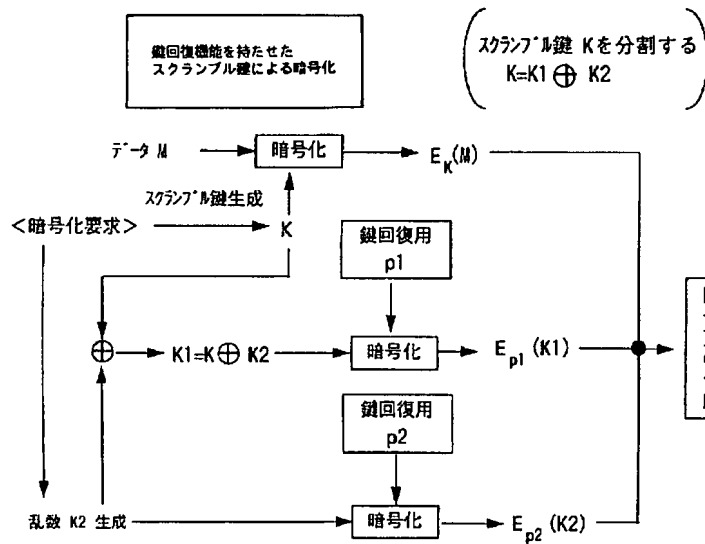 鍵回復機能を持たせた
スクランブル鍵による暗号化
スクランブル鍵 Kを分割する
K=K1 ⊕ K2
データ M
暗号化
E_K(M)
スクランブル鍵生成
<暗号化要求>
K
鍵回復用
p1
⊕
K1=K ⊕ K2
暗号化
E_p1(K1)
鍵回復用
p2
乱数 K2 生成
暗号化
E_p2(K2)